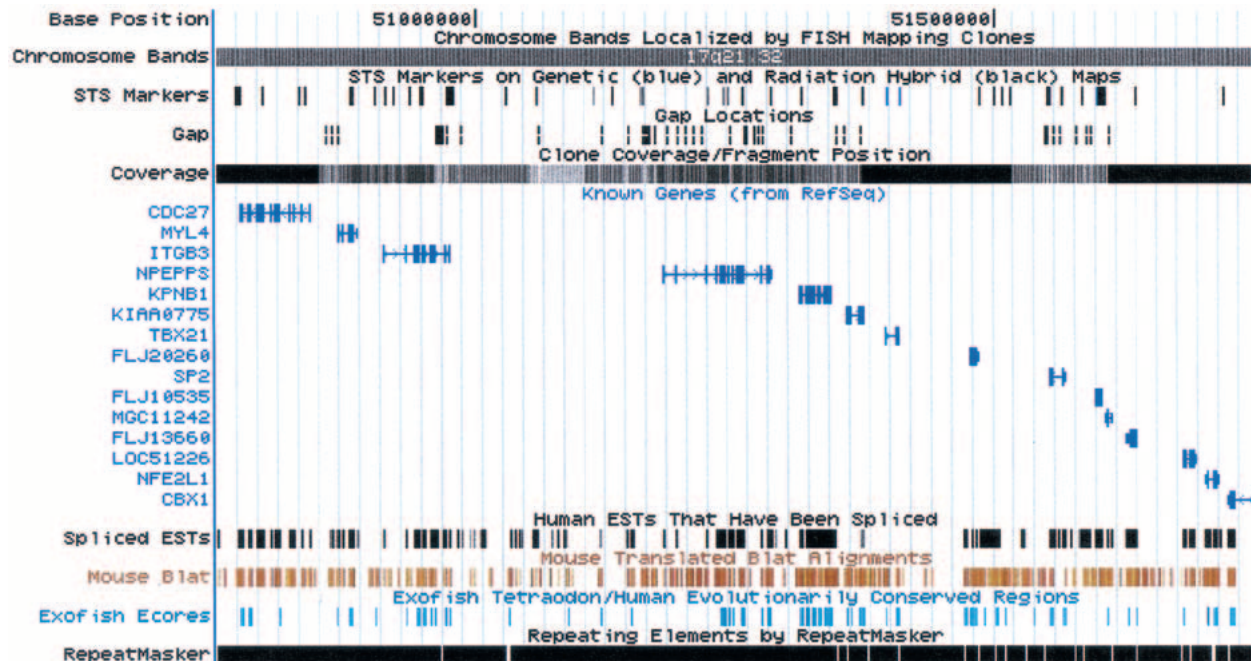 Base Position 51000000 51500000
Chromosome Bands Localized by FISH Mapping Clones
Chromosome Bands 17q21.32
STS Markers on Genetic (blue) and Radiation Hybrid (black) Maps
STS Markers
Gap Locations
Gap
Clone Coverage/Fragment Position
Coverage
Known Genes (from RefSeq)
CDC27
MYL4
ITGB3
NPEPPS
KPNB1
KIAA0775
TBX21
FLJ20260
SP2
FLJ10535
MGC11242
FLJ13660
LOC51226
NFE2L1
CBX1
Human ESTs That Have Been Spliced
Spliced ESTs
Mouse Translated Blat Alignments
Mouse Blat
Exofish Tetraodon/Human Evolutionarily Conserved Regions
Exofish Ecores
Repeating Elements by RepeatMasker
RepeatMasker